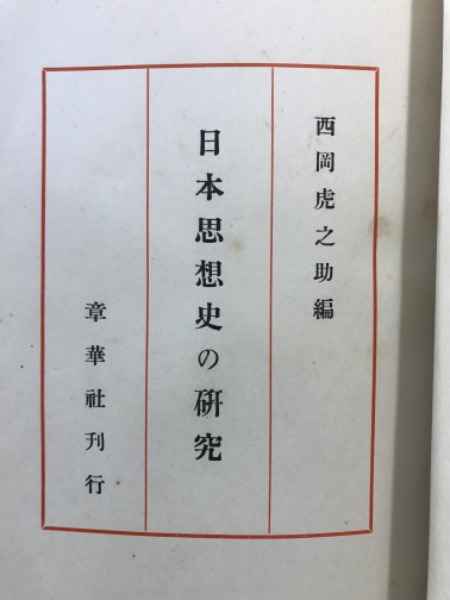 西岡虎之助編
日本思想史の研究
章華社刊行